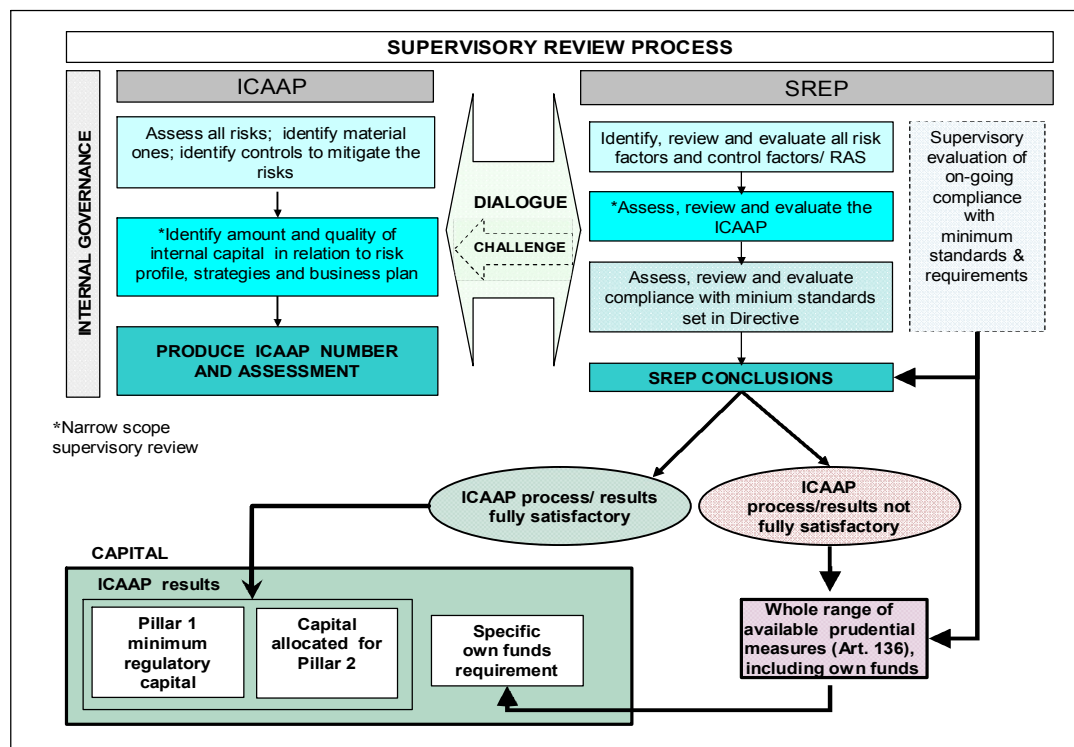 SUPERVISORY REVIEW PROCESS
INTERNAL GOVERNANCE
ICAAP
Assess all risks; identify material
ones; identify controls to mitigate the
risks
*Identify amount and quality of
internal capital in relation to risk
profile, strategies and business plan
PRODUCE ICAAP NUMBER
AND ASSESSMENT
*Narrow scope
supervisory review
DIALOGUE
CHALLENGE
SREP
Identify, review and evaluate all risk
factors and control factors/ RAS
*Assess, review and evaluate the
ICAAP
Assess, review and evaluate
compliance with minium standards
set in Directive
SREP CONCLUSIONS
Supervisory
evaluation of
on-going
compliance
with
minimum
standards &
requirements
ICAAP process/ results
fully satisfactory
ICAAP
process/results not
fully satisfactory
CAPITAL
ICAAP results
Pillar 1
minimum
regulatory
capital
Capital
allocated for
Pillar 2
Specific
own funds
requirement
Whole range of
available prudential
measures (Art. 136),
including own funds